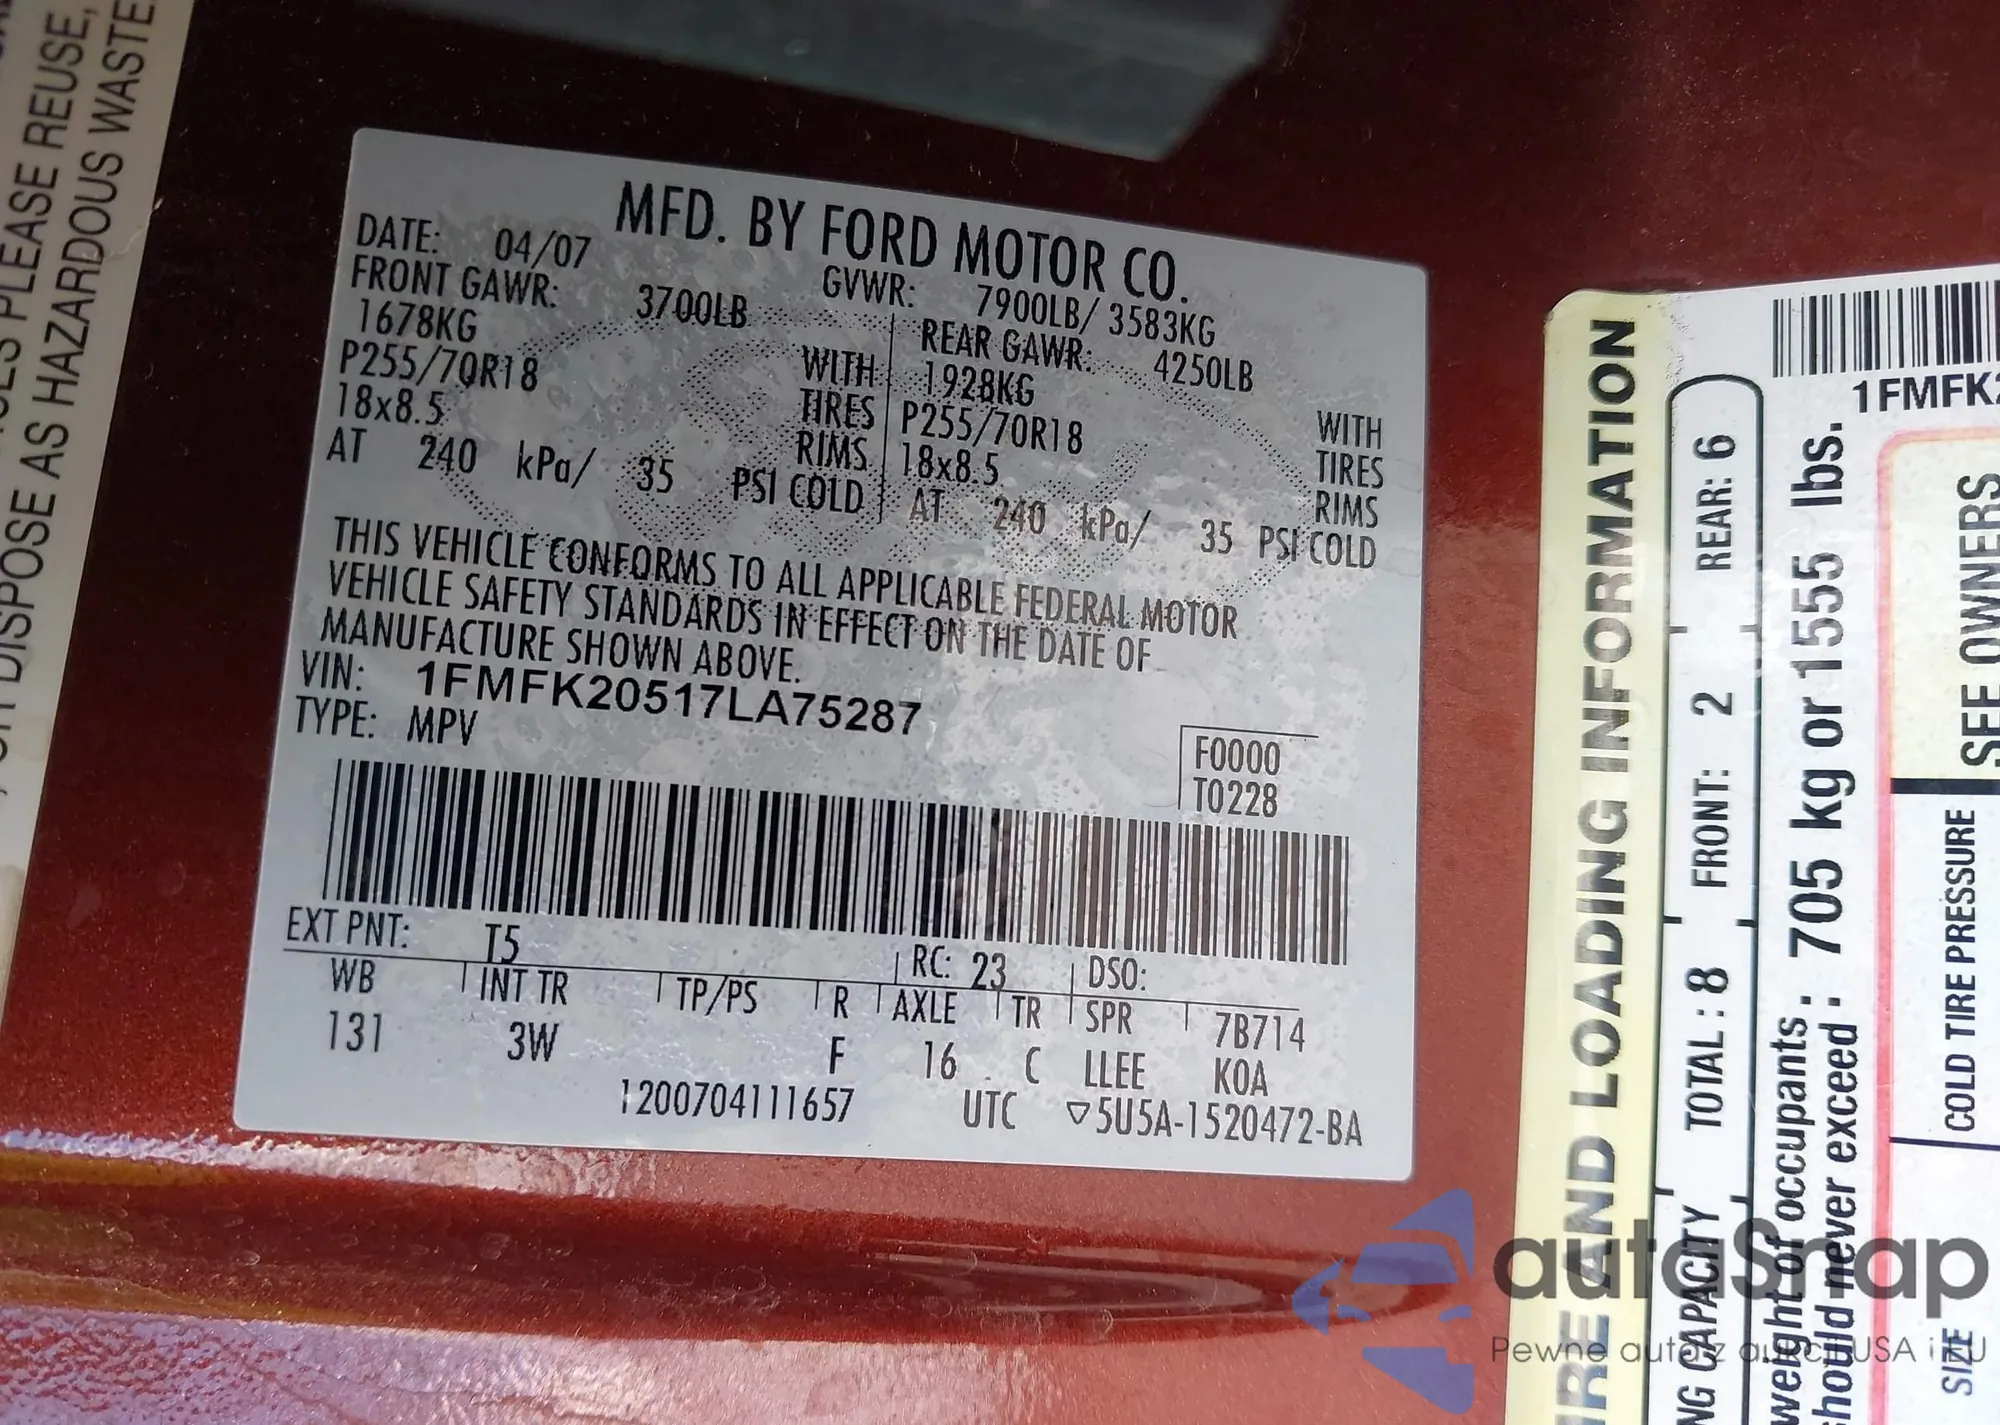 PLEASE REUSE,
DISPOSE AS HAZARDOUS WASTE.
MFD. BY FORD MOTOR CO.
DATE: 04/07 GVWR: 7900LB/ 3583KG
FRONT GAWR: 3700LB REAR GAWR: 4250LB
1678KG WITH 1928KG WITH
P255/70R18 TIRES P255/70R18 TIRES
18x8.5 RIMS 18x8.5 RIMS
AT 240 kPa/ 35 PSI COLD AT 240 kPa/ 35 PSI COLD
THIS VEHICLE CONFORMS TO ALL APPLICABLE FEDERAL MOTOR
VEHICLE SAFETY STANDARDS IN EFFECT ON THE DATE OF
MANUFACTURE SHOWN ABOVE.
VIN: 1FMFK20517LA75287
TYPE: MPV
F0000
T0228
EXT PNT: T5 RC: 23 DSO:
WB INT TR TP/PS R AXLE TR SPR 7B714
131 3W F 16 C LLEE KOA
1200704111657 UTC ▽5U5A-1520472-BA
TIRE AND LOADING INFORMATION
TOTAL : 8 FRONT: 2 REAR: 6
weight of occupants : 705 kg or 1555 lbs.
should never exceed :
1FMFK2
SEE OWNERS
SIZE COLD TIRE PRESSURE
autoSnap
Pewne auta z aukcji USA i EU